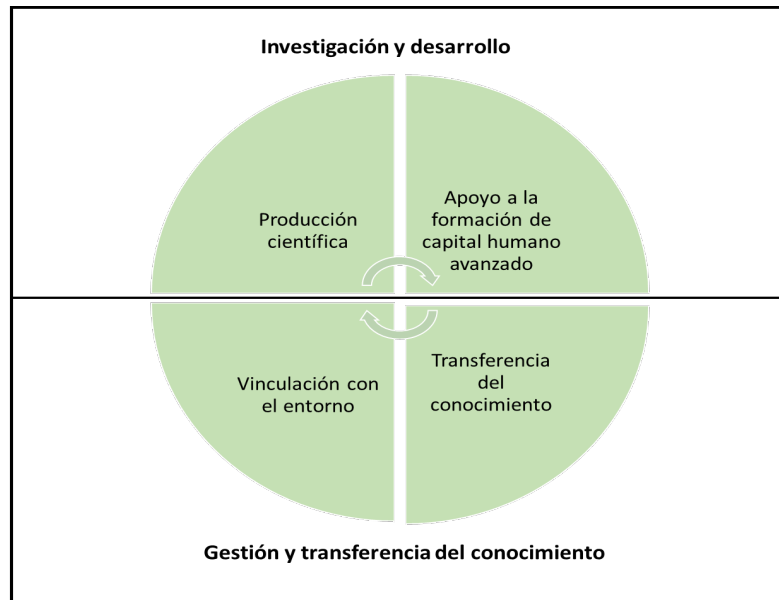 Investigación y desarrollo
Producción
científica
Apoyo a la
formación de
capital humano
avanzado
Vinculación con
el entorno
Transferencia
del
conocimiento
Gestión y transferencia del conocimiento